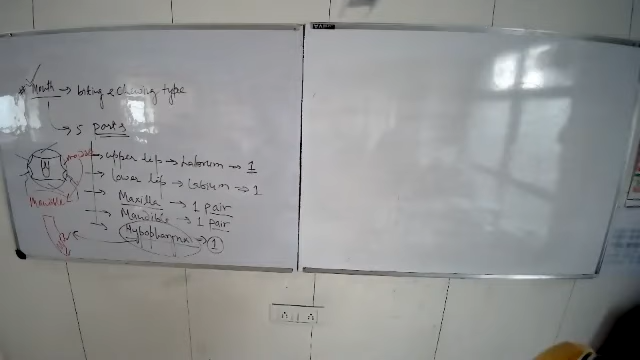 * Mouth → biting & chewing type
→ 5 parts
→ upper lip → Labrum → 1
→ lower lip → Labium → 1
→ Maxilla → 1 pair
→ Mandible → 1 pair
→ Hypopharynx → 1
Mandible